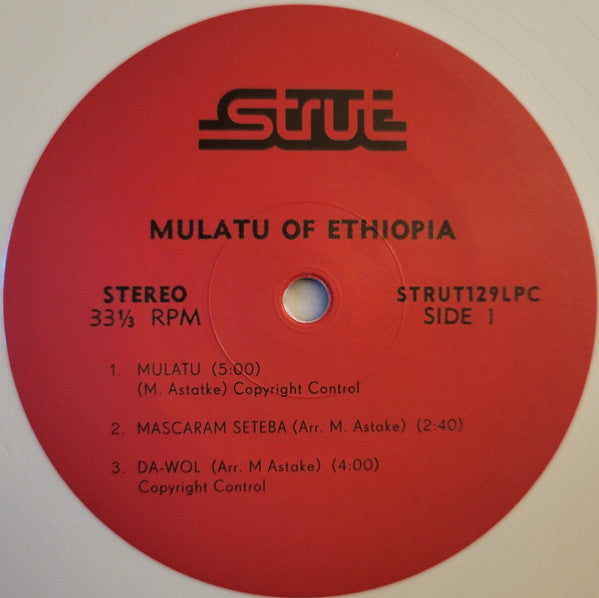 Strut
MULATU OF ETHIOPIA
STEREO
33⅓ RPM
STRUT129LPC
SIDE 1
1. MULATU (5:00)
(M. Astatke) Copyright Control
2. MASCARAM SETEBA (Arr. M. Astake) (2:40)
3. DA-WOL (Arr. M Astake) (4:00)
Copyright Control